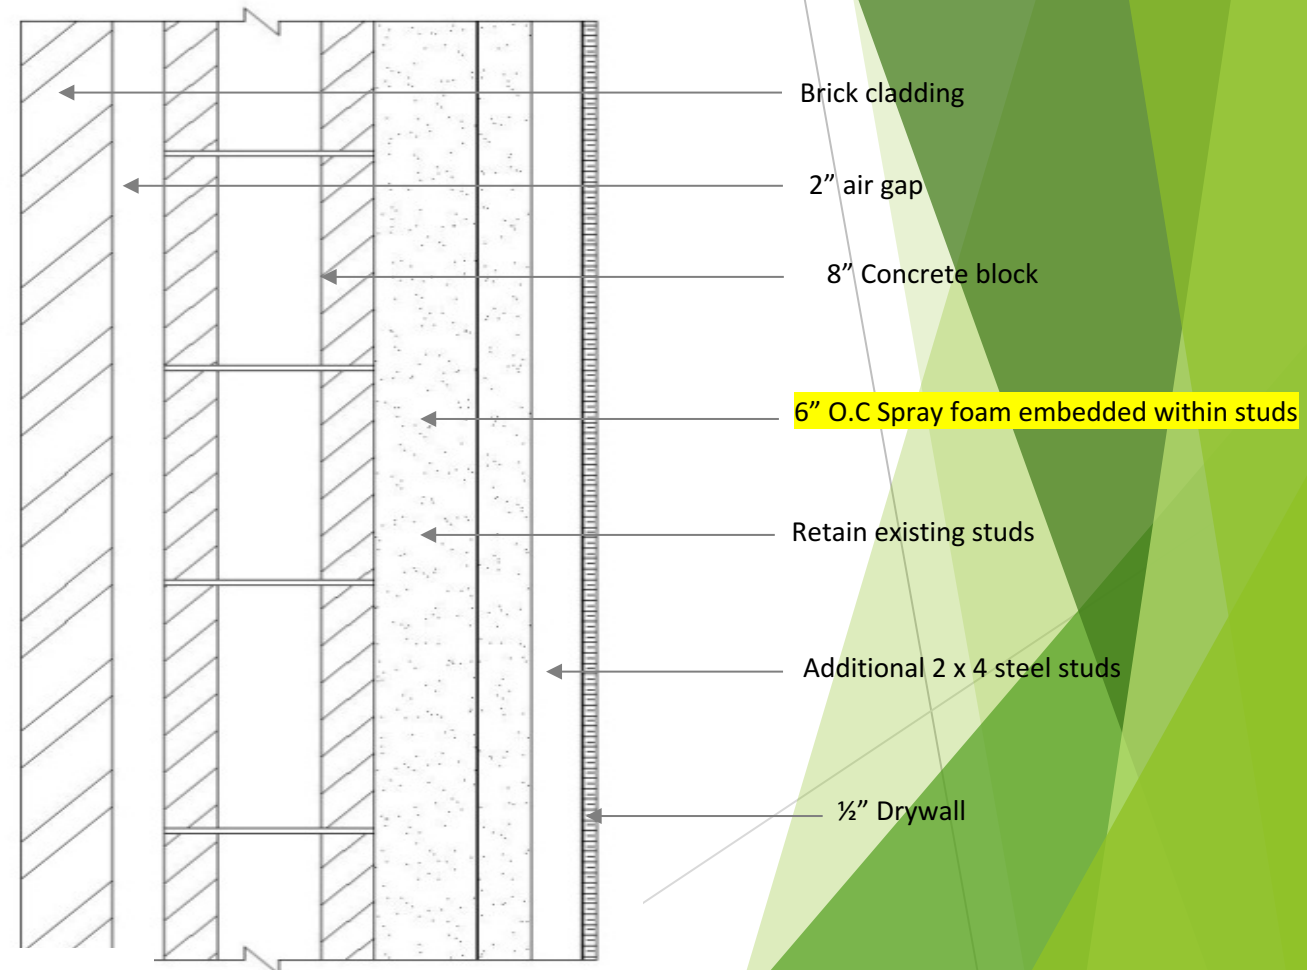 Brick cladding
2” air gap
8” Concrete block
6” O.C Spray foam embedded within studs
Retain existing studs
Additional 2 x 4 steel studs
½” Drywall